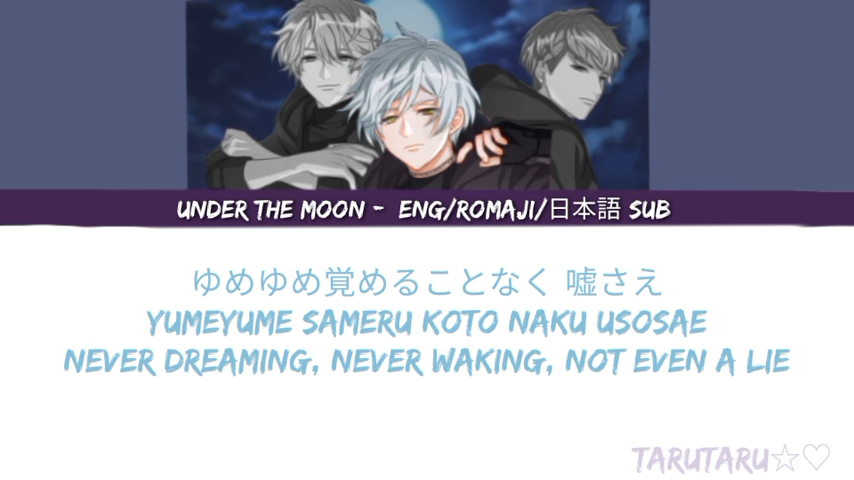 UNDER THE MOON - ENG/ROMAJI/日本語 SUB
ゆめゆめ覚めることなく 嘘さえ
YUMEYUME SAMERU KOTO NAKU USOSAE
NEVER DREAMING, NEVER WAKING, NOT EVEN A LIE
TARUTARU☆♡